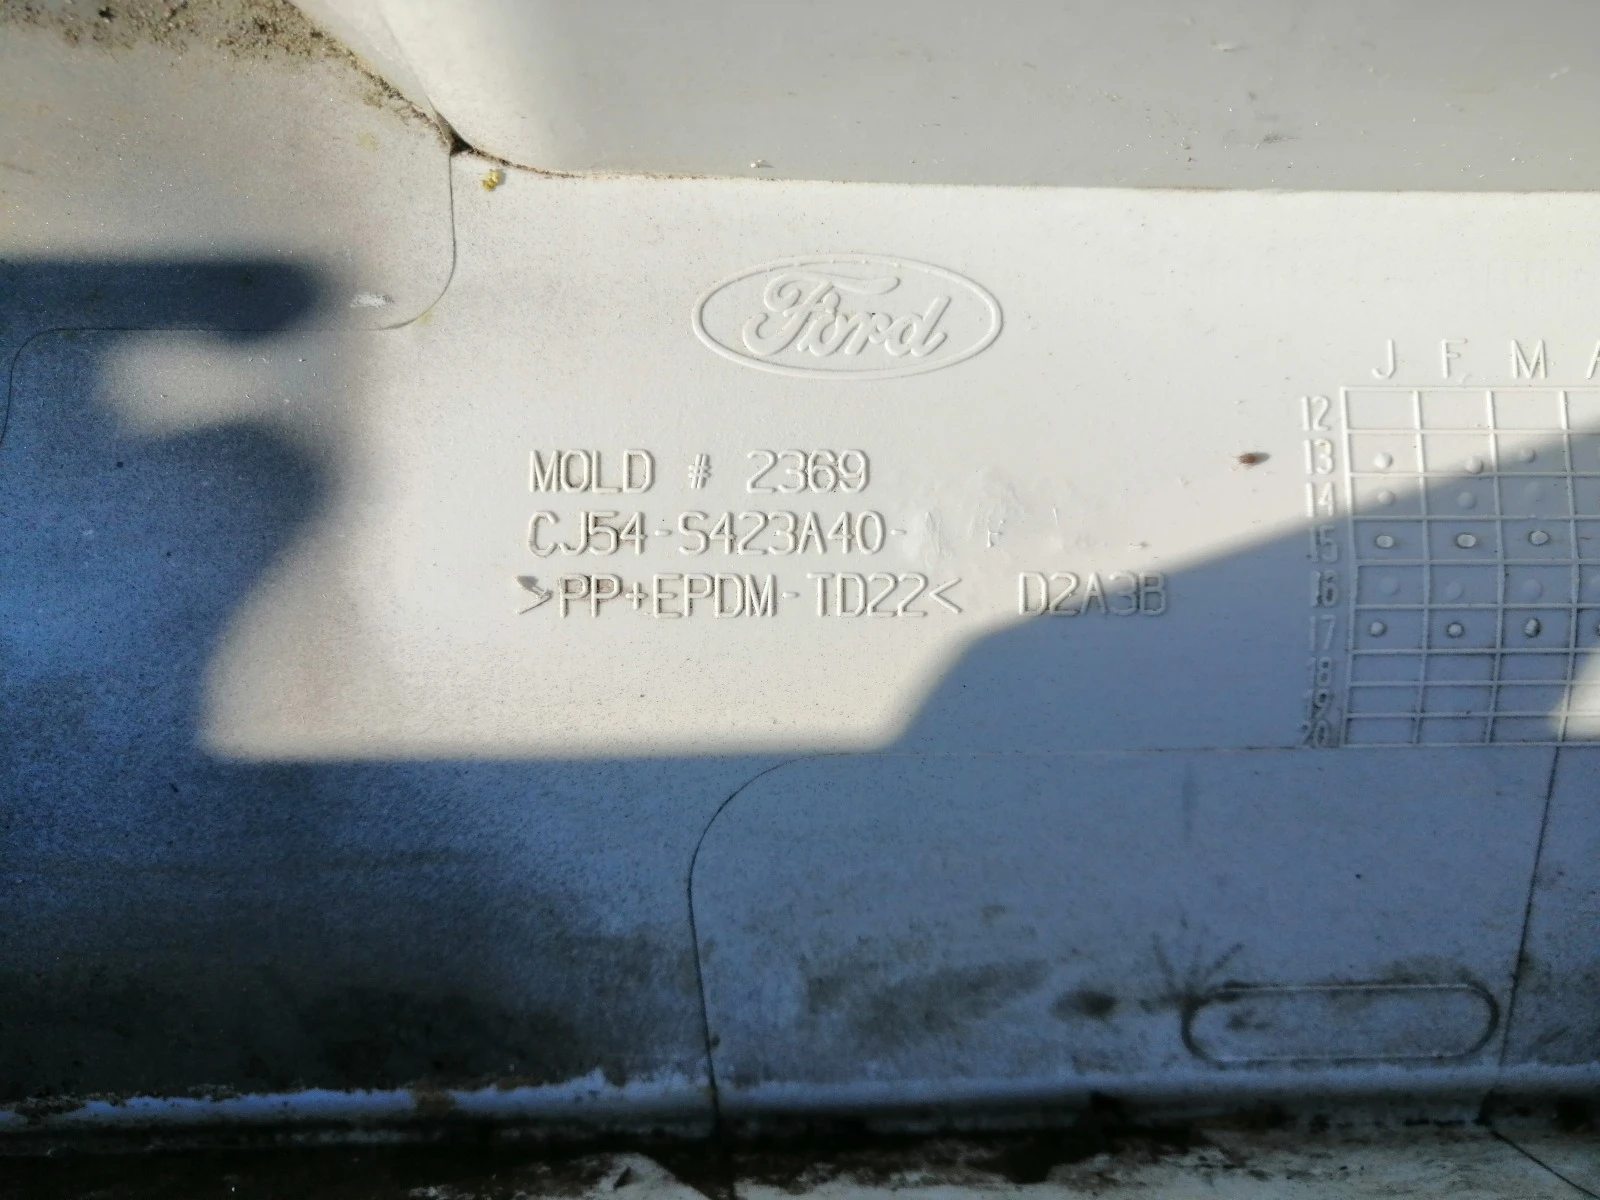 Ford
MOLD # 2369
CJ54-S423A40-
>PP+EPDM-TD22< D2A3B
J F M
12
13
14
15
16
17
18
19
20